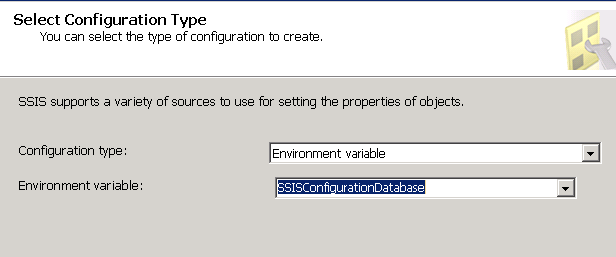 Select Configuration Type
You can select the type of configuration to create.
SSIS supports a variety of sources to use for setting the properties of objects.
Configuration type: Environment variable
Environment variable: SSISConfigurationDatabase